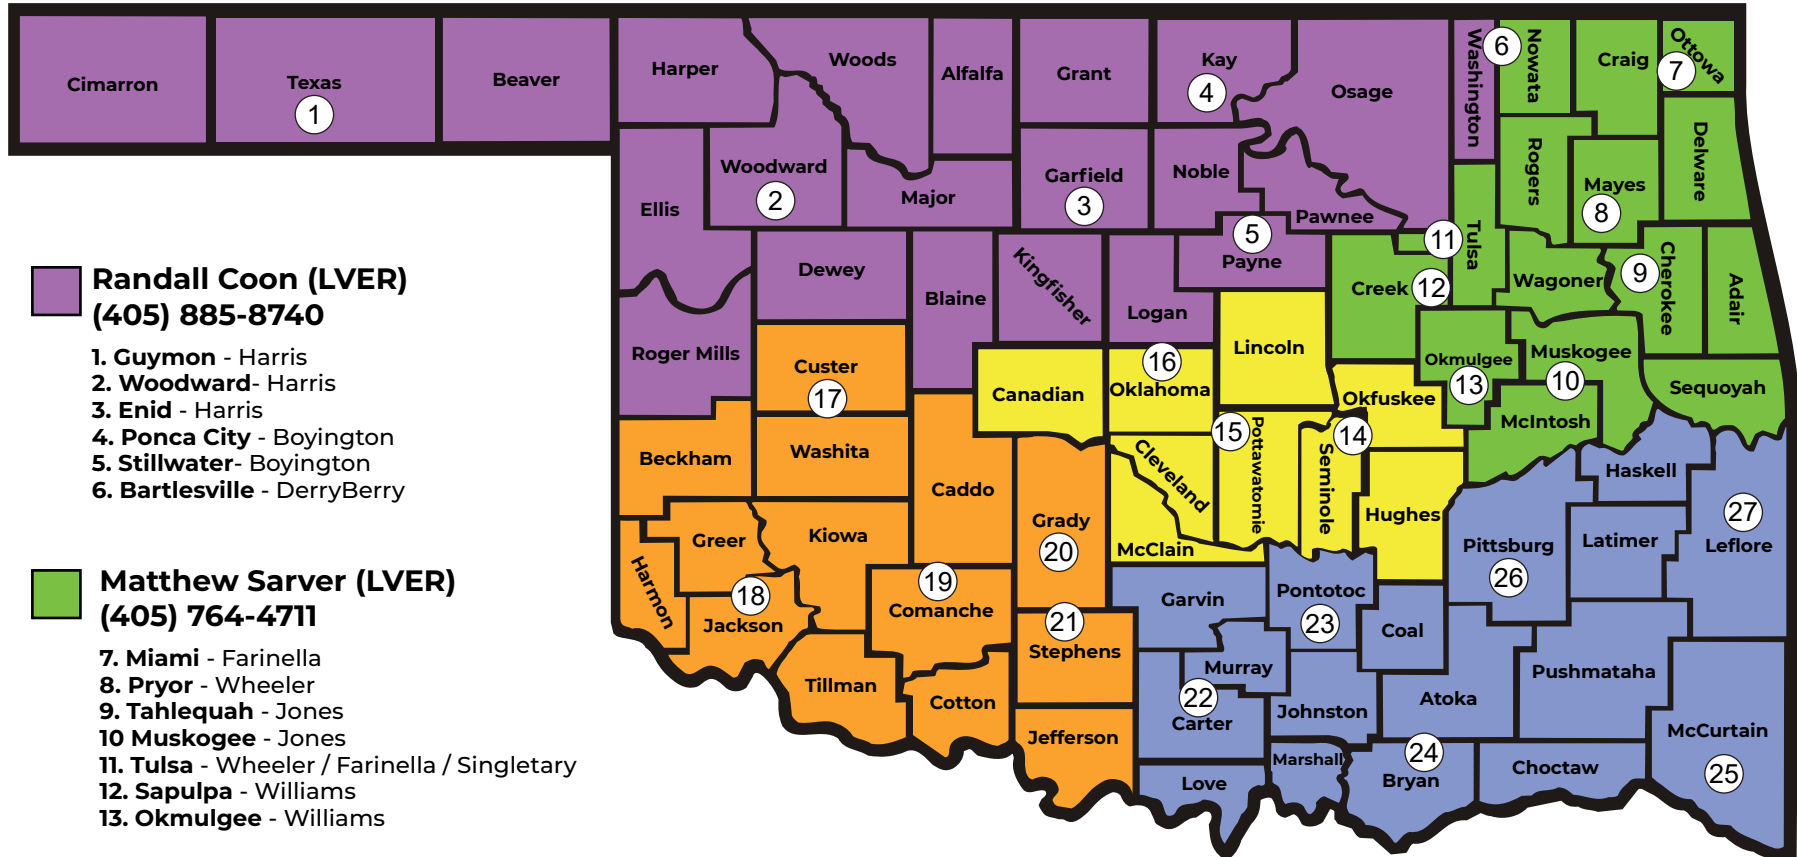 Cimarron
Texas
1
Beaver
Harper
Woods
Alfalfa
Grant
Kay
4
Osage
Washington
6
Nowata
Craig
7
Ottowa
Ellis
Woodward
2
Major
Garfield
3
Noble
Pawnee
5
Payne
11
Tulsa
Rogers
Mayes
8
Delware
Roger Mills
Dewey
Blaine
Kingfisher
Logan
Lincoln
Creek
12
Wagoner
9
Cherokee
Adair
Custer
17
Canadian
16
Oklahoma
Okfuskee
Okmulgee
13
Muskogee
10
Sequoyah
McIntosh
Beckham
Washita
Caddo
Grady
20
Cleveland
15
Pottawatomie
14
Seminole
Hughes
McClain
Haskell
27
Leflore
Latimer
Pittsburg
26
Harmon
Greer
Kiowa
18
Jackson
19
Comanche
21
Stephens
Garvin
Pontotoc
23
Coal
Tillman
Cotton
Jefferson
Murray
22
Carter
Johnston
Atoka
Pushmataha
Love
Marshall
24
Bryan
Choctaw
McCurtain
25
Randall Coon (LVER)
(405) 885-8740
1. Guymon - Harris
2. Woodward- Harris
3. Enid - Harris
4. Ponca City - Boyington
5. Stillwater- Boyington
6. Bartlesville - DerryBerry
Matthew Sarver (LVER)
(405) 764-4711
7. Miami - Farinella
8. Pryor - Wheeler
9. Tahlequah - Jones
10 Muskogee - Jones
11. Tulsa - Wheeler / Farinella / Singletary
12. Sapulpa - Williams
13. Okmulgee - Williams